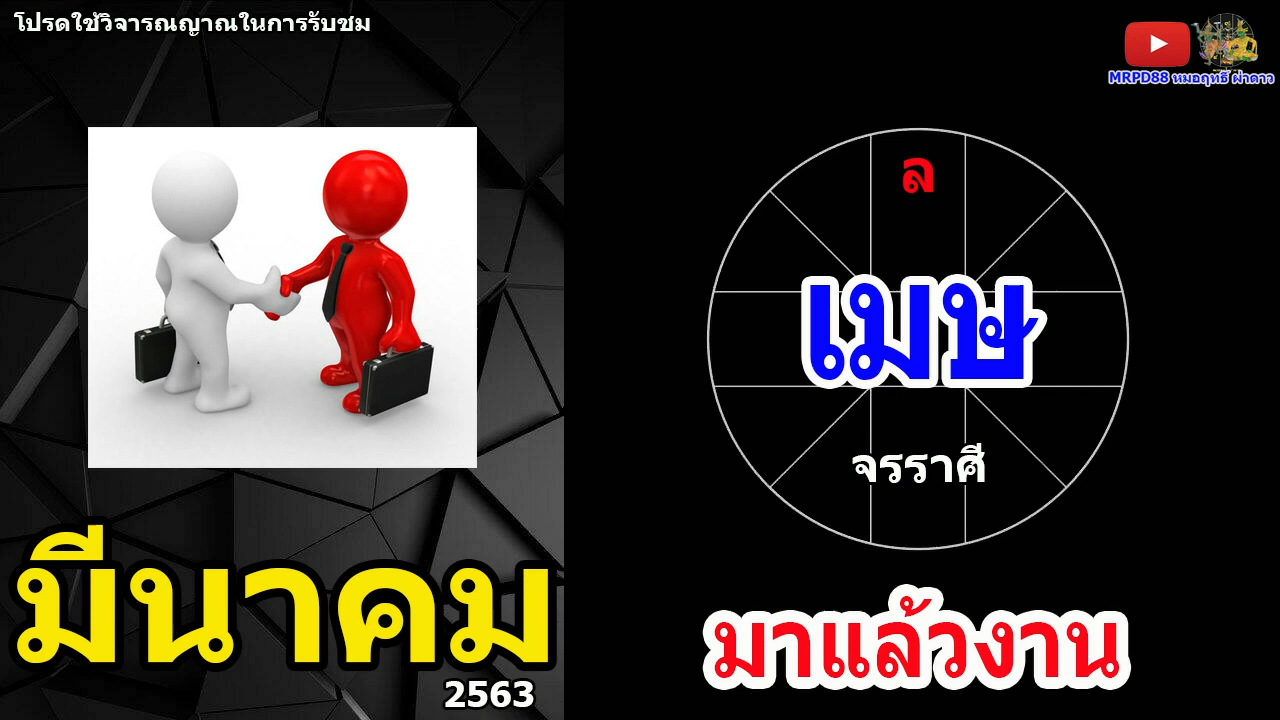 โปรดใช้วิจารณญาณในการรับชม
MRPD88 หมอฤทธิ์ ฝ่าดาว
ล
เมษ
จรราศี
มีนาคม
2563
มาแล้วงาน